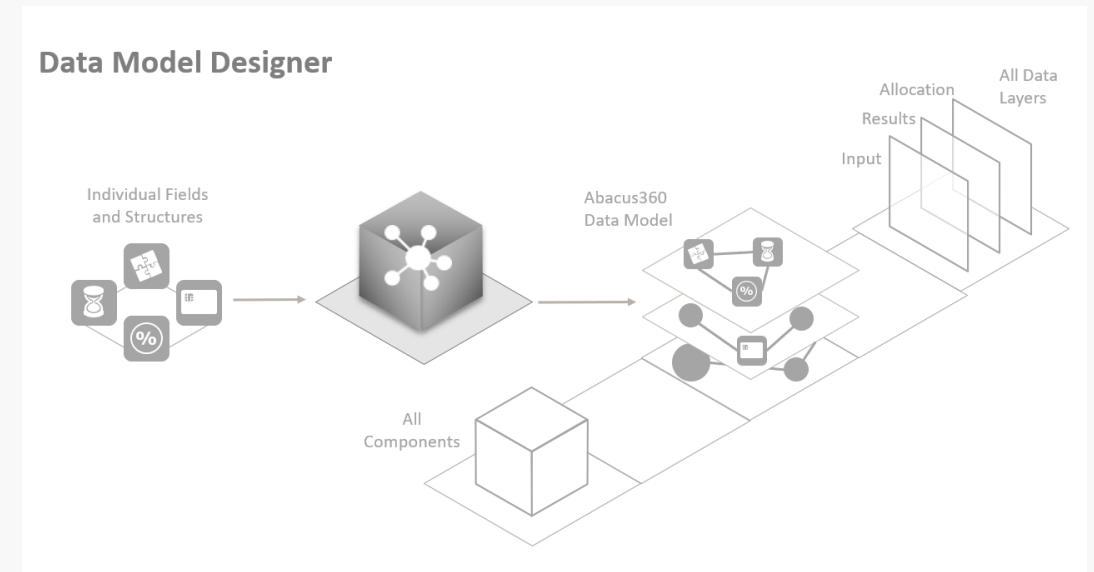 Data Model Designer
All Data
Layers
Allocation
Results
Input
Individual Fields
and Structures
Abacus360
Data Model
%
%
All
Components